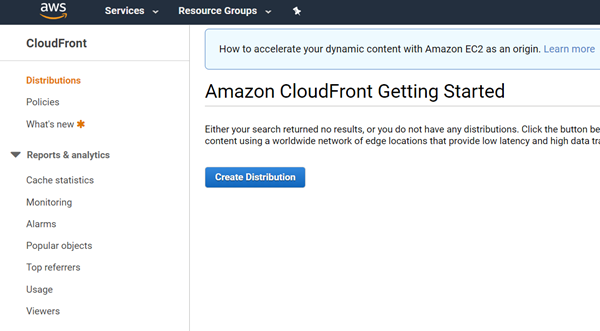 aws
Services
Resource Groups
CloudFront
How to accelerate your dynamic content with Amazon EC2 as an origin. Learn more
Distributions
Policies
What's new
Amazon CloudFront Getting Started
Either your search returned no results, or you do not have any distributions. Click the button be
content using a worldwide network of edge locations that provide low latency and high data tra
Create Distribution
Reports & analytics
Cache statistics
Monitoring
Alarms
Popular objects
Top referrers
Usage
Viewers